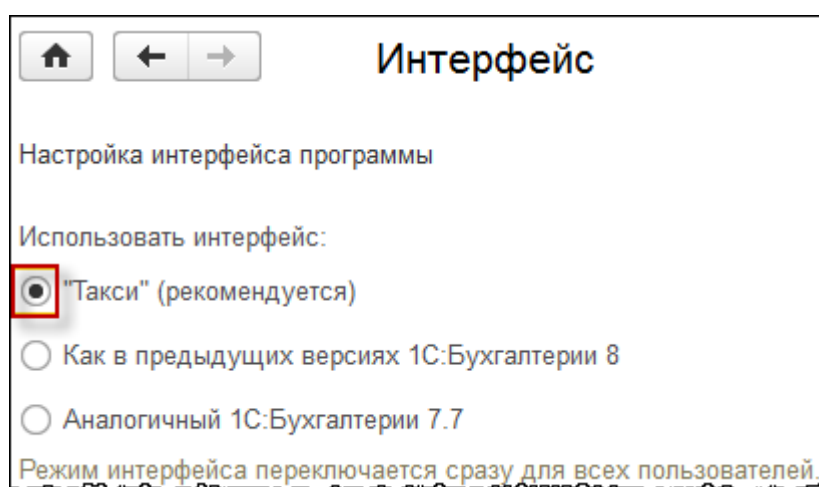 Интерфейс
Настройка интерфейса программы
Использовать интерфейс:
"Такси" (рекомендуется)
Как в предыдущих версиях 1С:Бухгалтерии 8
Аналогичный 1С:Бухгалтерии 7.7
Режим интерфейса переключается сразу для всех пользователей.